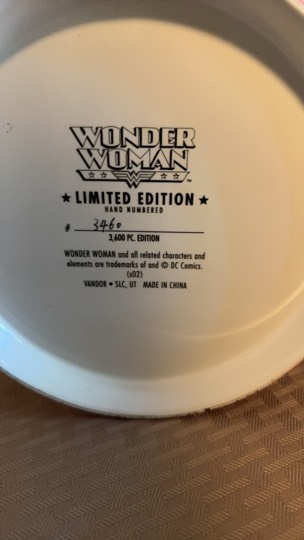 WONDER
WOMAN
™
★ LIMITED EDITION ★
HAND NUMBERED
# 3460
3,600 PC. EDITION
WONDER WOMAN and all related characters and
elements are trademarks of and © DC Comics.
(s02)
VANDOR • SLC, UT MADE IN CHINA